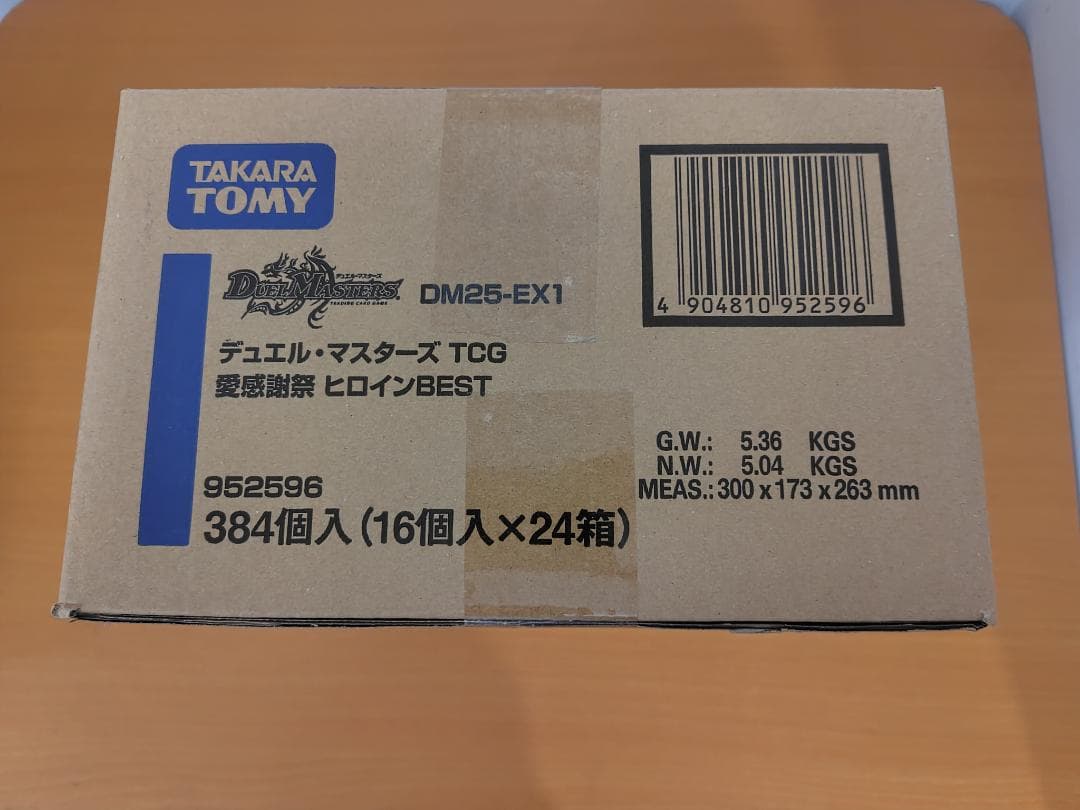 TAKARA
TOMY
デュエル・マスターズ
DUEL MASTERS
TRADING CARD GAME
DM25-EX1
デュエル・マスターズ TCG
愛感謝祭 ヒロインBEST
952596
384個入(16個入×24箱)
4 904810 952596
G.W.: 5.36 KGS
N.W.: 5.04 KGS
MEAS.: 300 x 173 x 263 mm